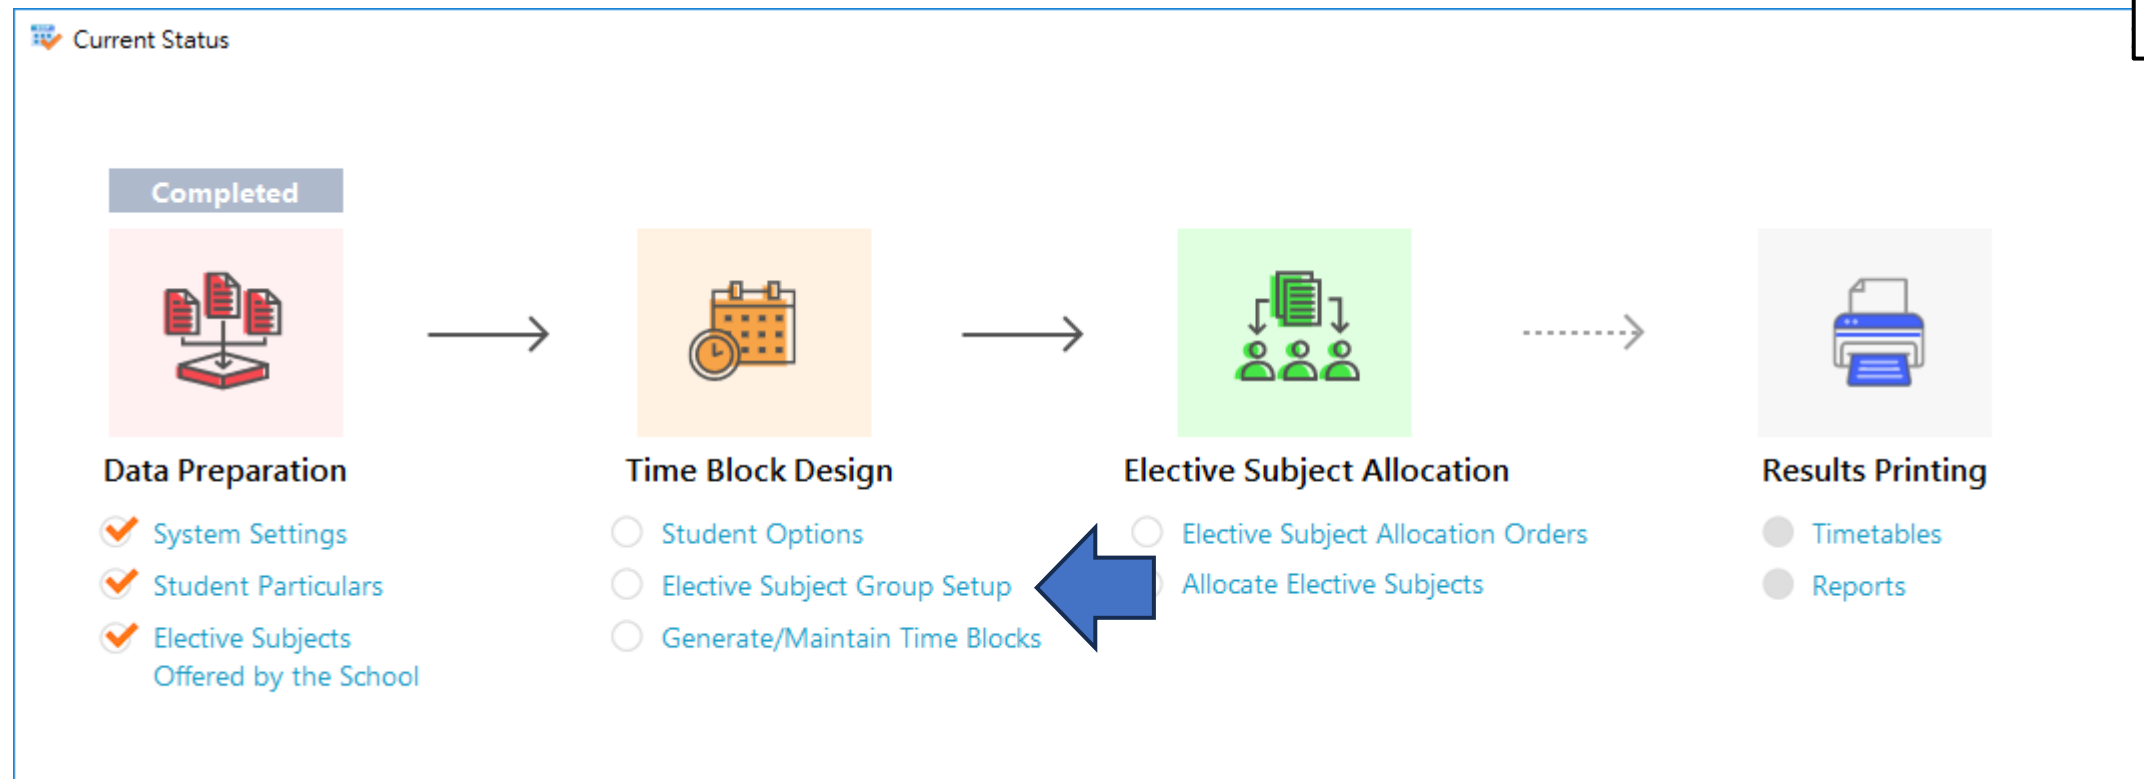 Current Status
Completed
Data Preparation
System Settings
Student Particulars
Elective Subjects
Offered by the School
Time Block Design
Student Options
Elective Subject Group Setup
Generate/Maintain Time Blocks
Elective Subject Allocation
Elective Subject Allocation Orders
Allocate Elective Subjects
Results Printing
Timetables
Reports